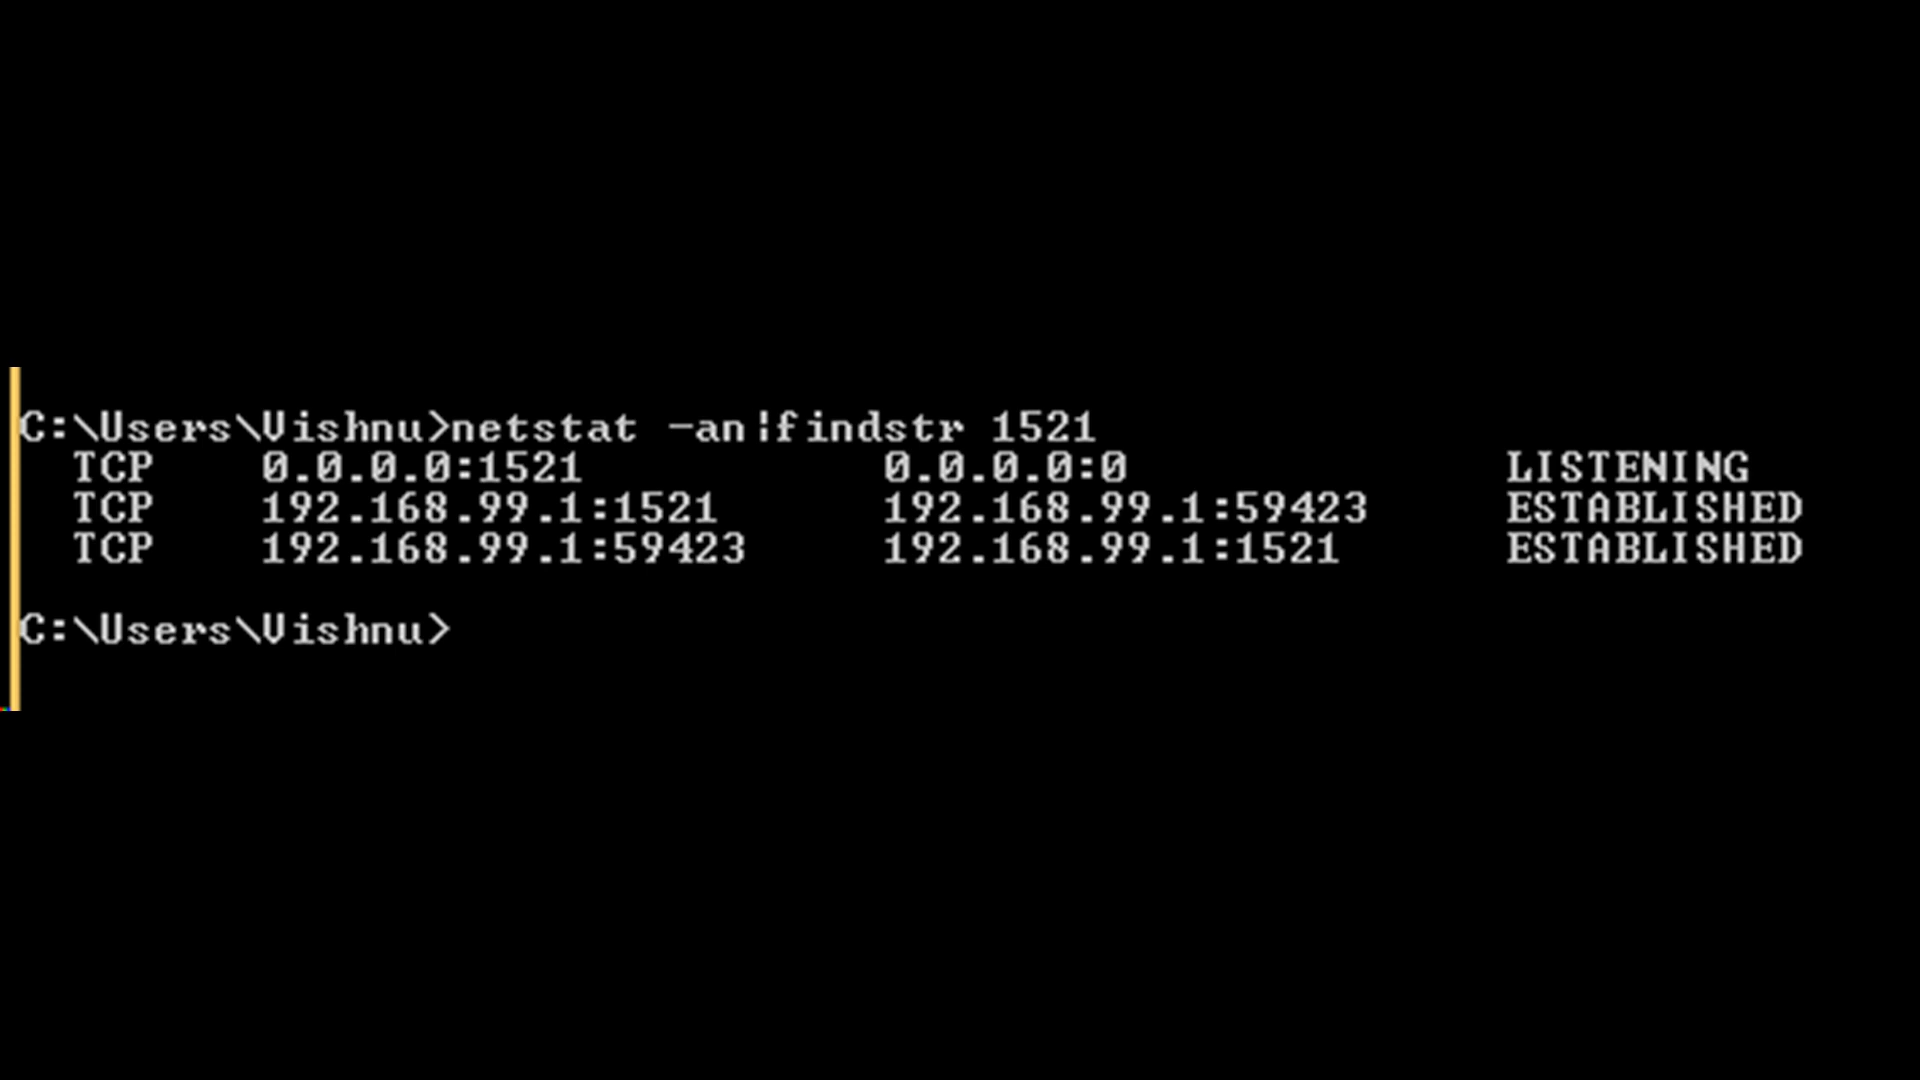 C:\Users\Vishnu>netstat -an|findstr 1521
TCP 0.0.0.0:1521 0.0.0.0:0 LISTENING
TCP 192.168.99.1:1521 192.168.99.1:59423 ESTABLISHED
TCP 192.168.99.1:59423 192.168.99.1:1521 ESTABLISHED
C:\Users\Vishnu>